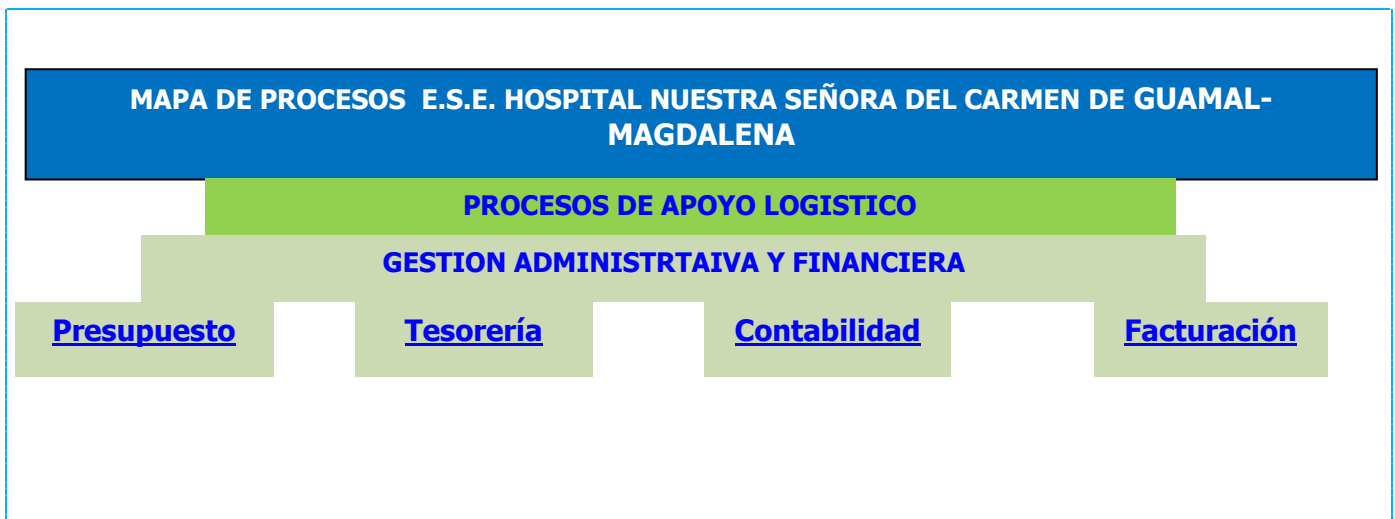 MAPA DE PROCESOS E.S.E. HOSPITAL NUESTRA SEÑORA DEL CARMEN DE GUAMAL-
MAGDALENA
PROCESOS DE APOYO LOGISTICO
GESTION ADMINISTRTAIVA Y FINANCIERA
Presupuesto Tesorería Contabilidad Facturación